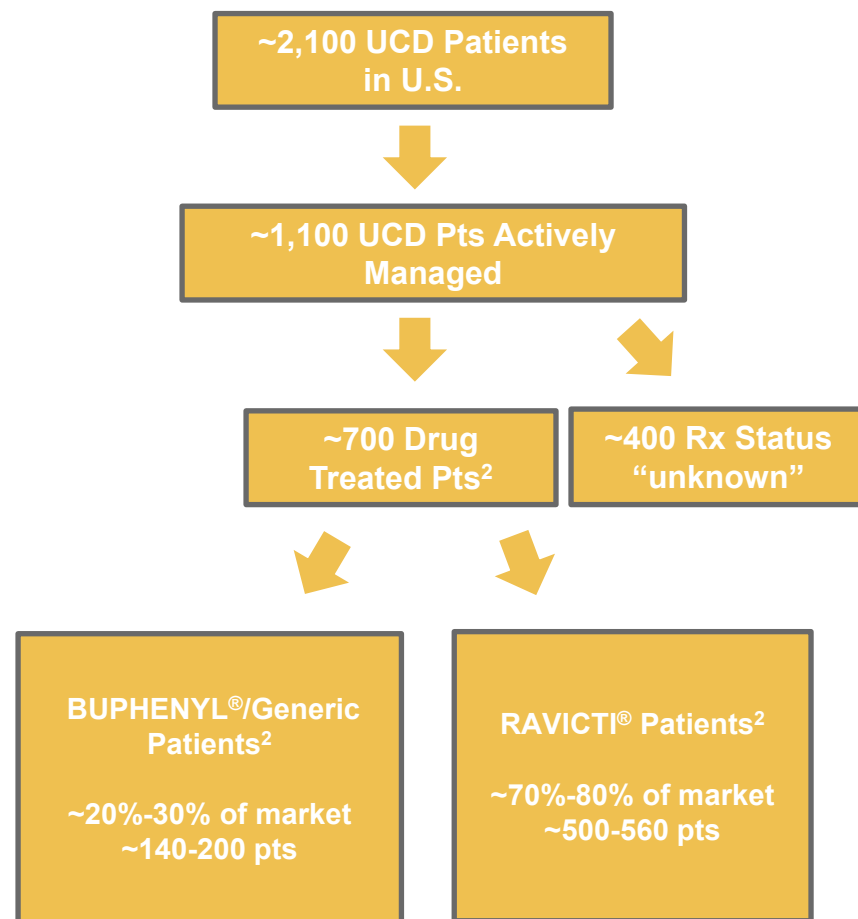 ~2,100 UCD Patients
in U.S.
~1,100 UCD Pts Actively
Managed
~700 Drug
Treated Pts²
~400 Rx Status
“unknown”
BUPHENYL®/Generic
Patients²
~20%-30% of market
~140-200 pts
RAVICTI® Patients²
~70%-80% of market
~500-560 pts